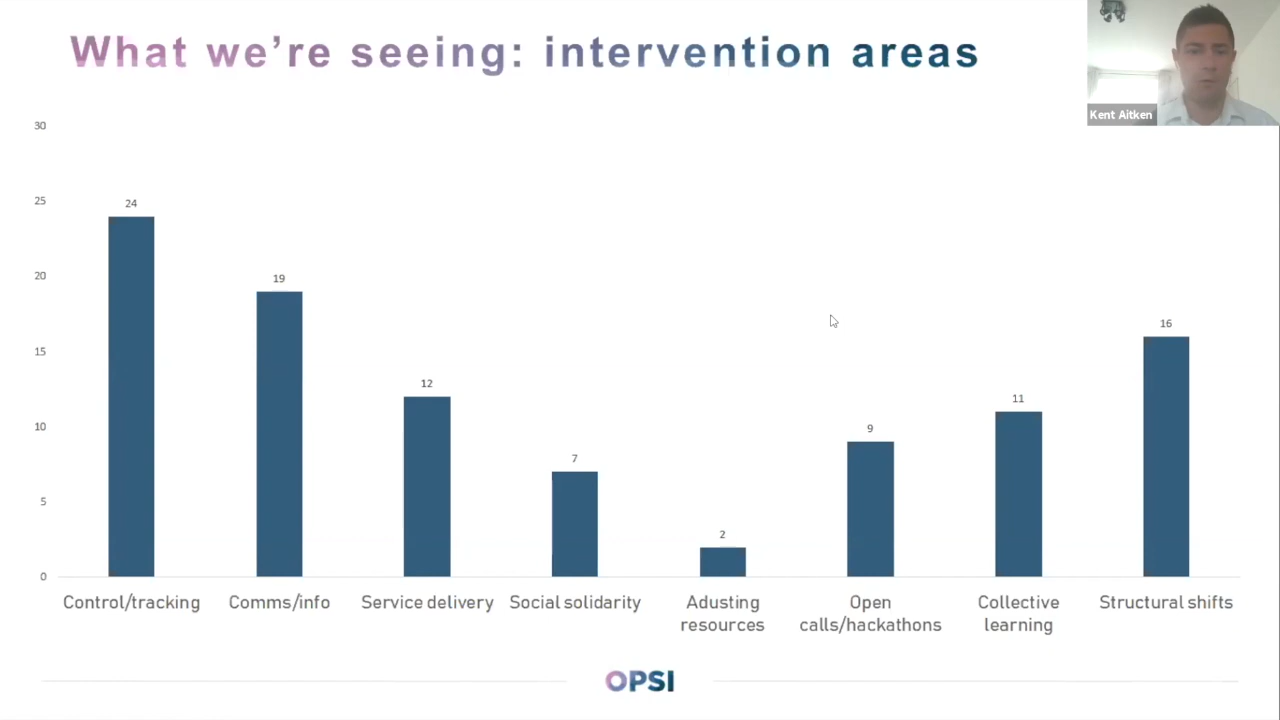 What we're seeing: intervention areas
Kent Aitken
30
25
20
15
10
5
0
24
19
12
7
2
9
11
16
Control/tracking
Comms/info
Service delivery
Social solidarity
Adusting
resources
Open
calls/hackathons
Collective
learning
Structural shifts
OPSI